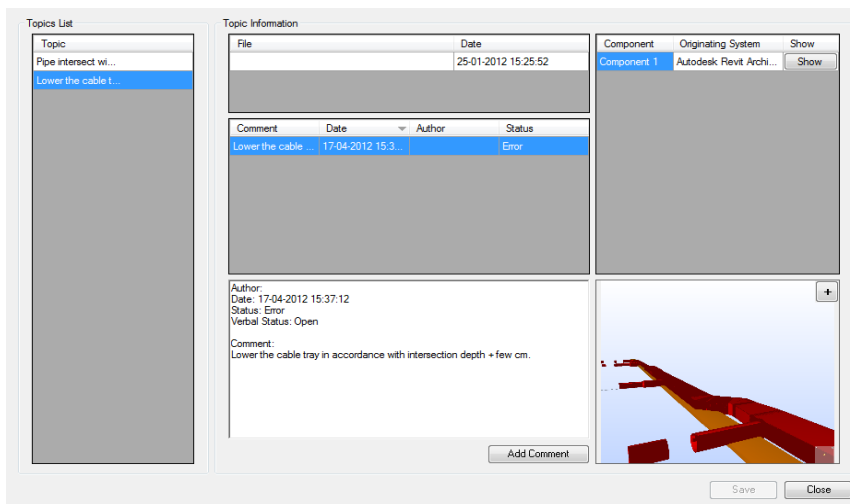 Topics List
Topic
Pipe intersect wi...
Lower the cable t...
Topic Information
File Date
25-01-2012 15:25:52
Comment Date Author Status
Lower the cable ... 17-04-2012 15:3... Error
Author:
Date: 17-04-2012 15:37:12
Status: Error
Verbal Status: Open
Comment:
Lower the cable tray in accordance with intersection depth + few cm.
Add Comment
Component Originating System Show
Component 1 Autodesk Revit Archi... Show
+
Save Close